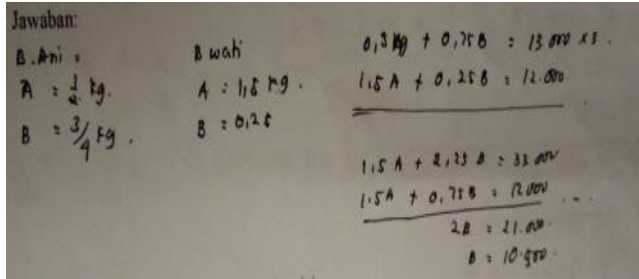 Jawaban:
B. Ani =
A = 1/2 kg.
B = 3/4 kg.
B wati
A = 1,5 kg.
B = 0,25
0,5 kg + 0,75 B = 13.000 x3.
1,5 A + 0,25 B = 12.000.
1,5 A + 2,25 B = 33.000
1.5 A + 0,75 B = 12.000
2B = 21.000.
B = 10.500.